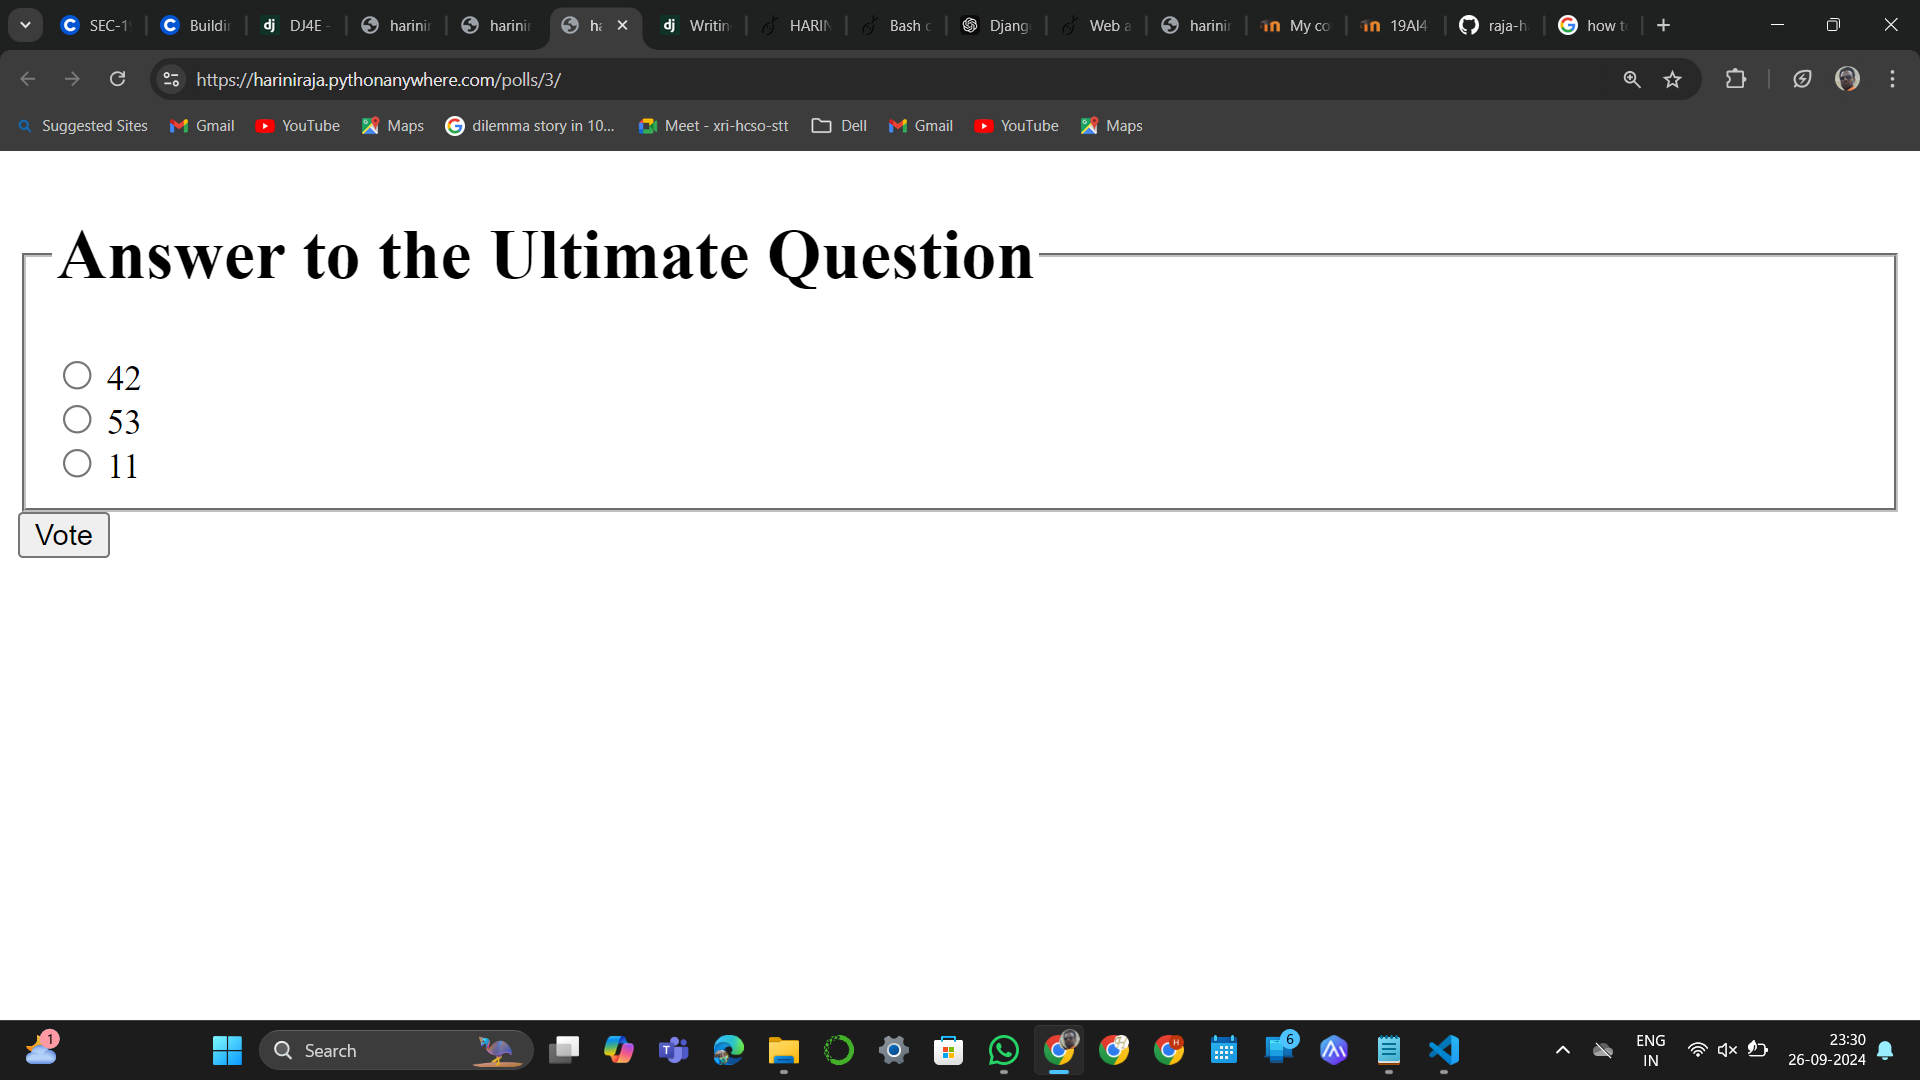 SEC-19
Buildin
DJ4E -
harinir
harinir
ha
Writin
HARIN
Bash c
Djang
Web a
harinir
My co
19AI4
raja-h
how to
https://hariniraja.pythonanywhere.com/polls/3/
Suggested Sites
Gmail
YouTube
Maps
dilemma story in 10...
Meet - xri-hcso-stt
Dell
Gmail
YouTube
Maps
Answer to the Ultimate Question
42
53
11
Vote
1
Search
6
ENG
IN
23:30
26-09-2024